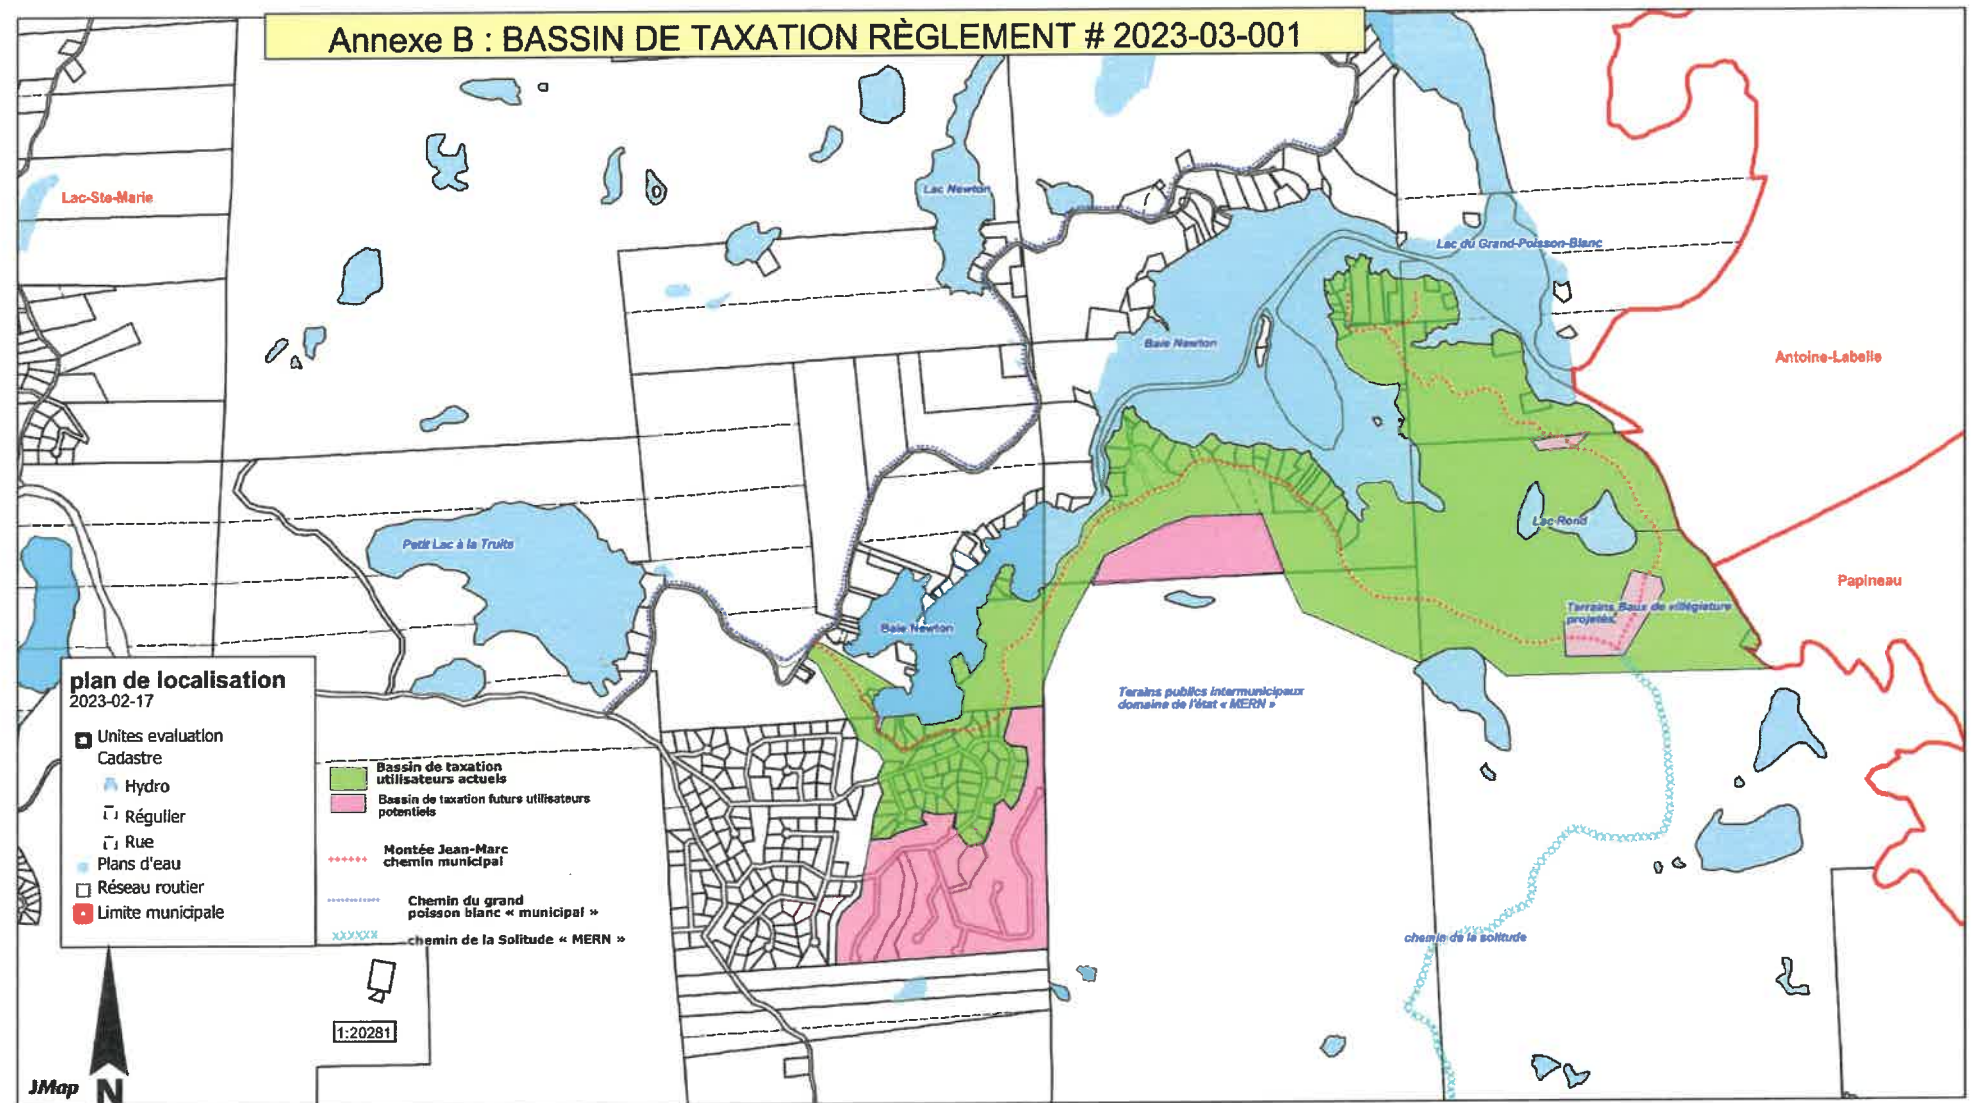 Annexe B : BASSIN DE TAXATION RÈGLEMENT # 2023-03-001
Lac-Ste-Marie
Lac Newton
Lac du Grand-Poisson-Blanc
Baie Newton
Antoine-Labelle
Petit Lac à la Truite
Lac Rond
Papineau
Terrains Baux de villégiature
projetés
Baie Newton
Terains publics intermunicipaux
domaine de l'état « MERN »
chemin de la solitude
plan de localisation
2023-02-17
Unites evaluation
Cadastre
Hydro
Régulier
Rue
Plans d'eau
Réseau routier
Limite municipale
Bassin de taxation
utilisateurs actuels
Bassin de taxation futurs utilisateurs
potentiels
Montée Jean-Marc
chemin municipal
Chemin du grand
poisson blanc « municipal »
chemin de la Solitude « MERN »
1:20281
JMap
N